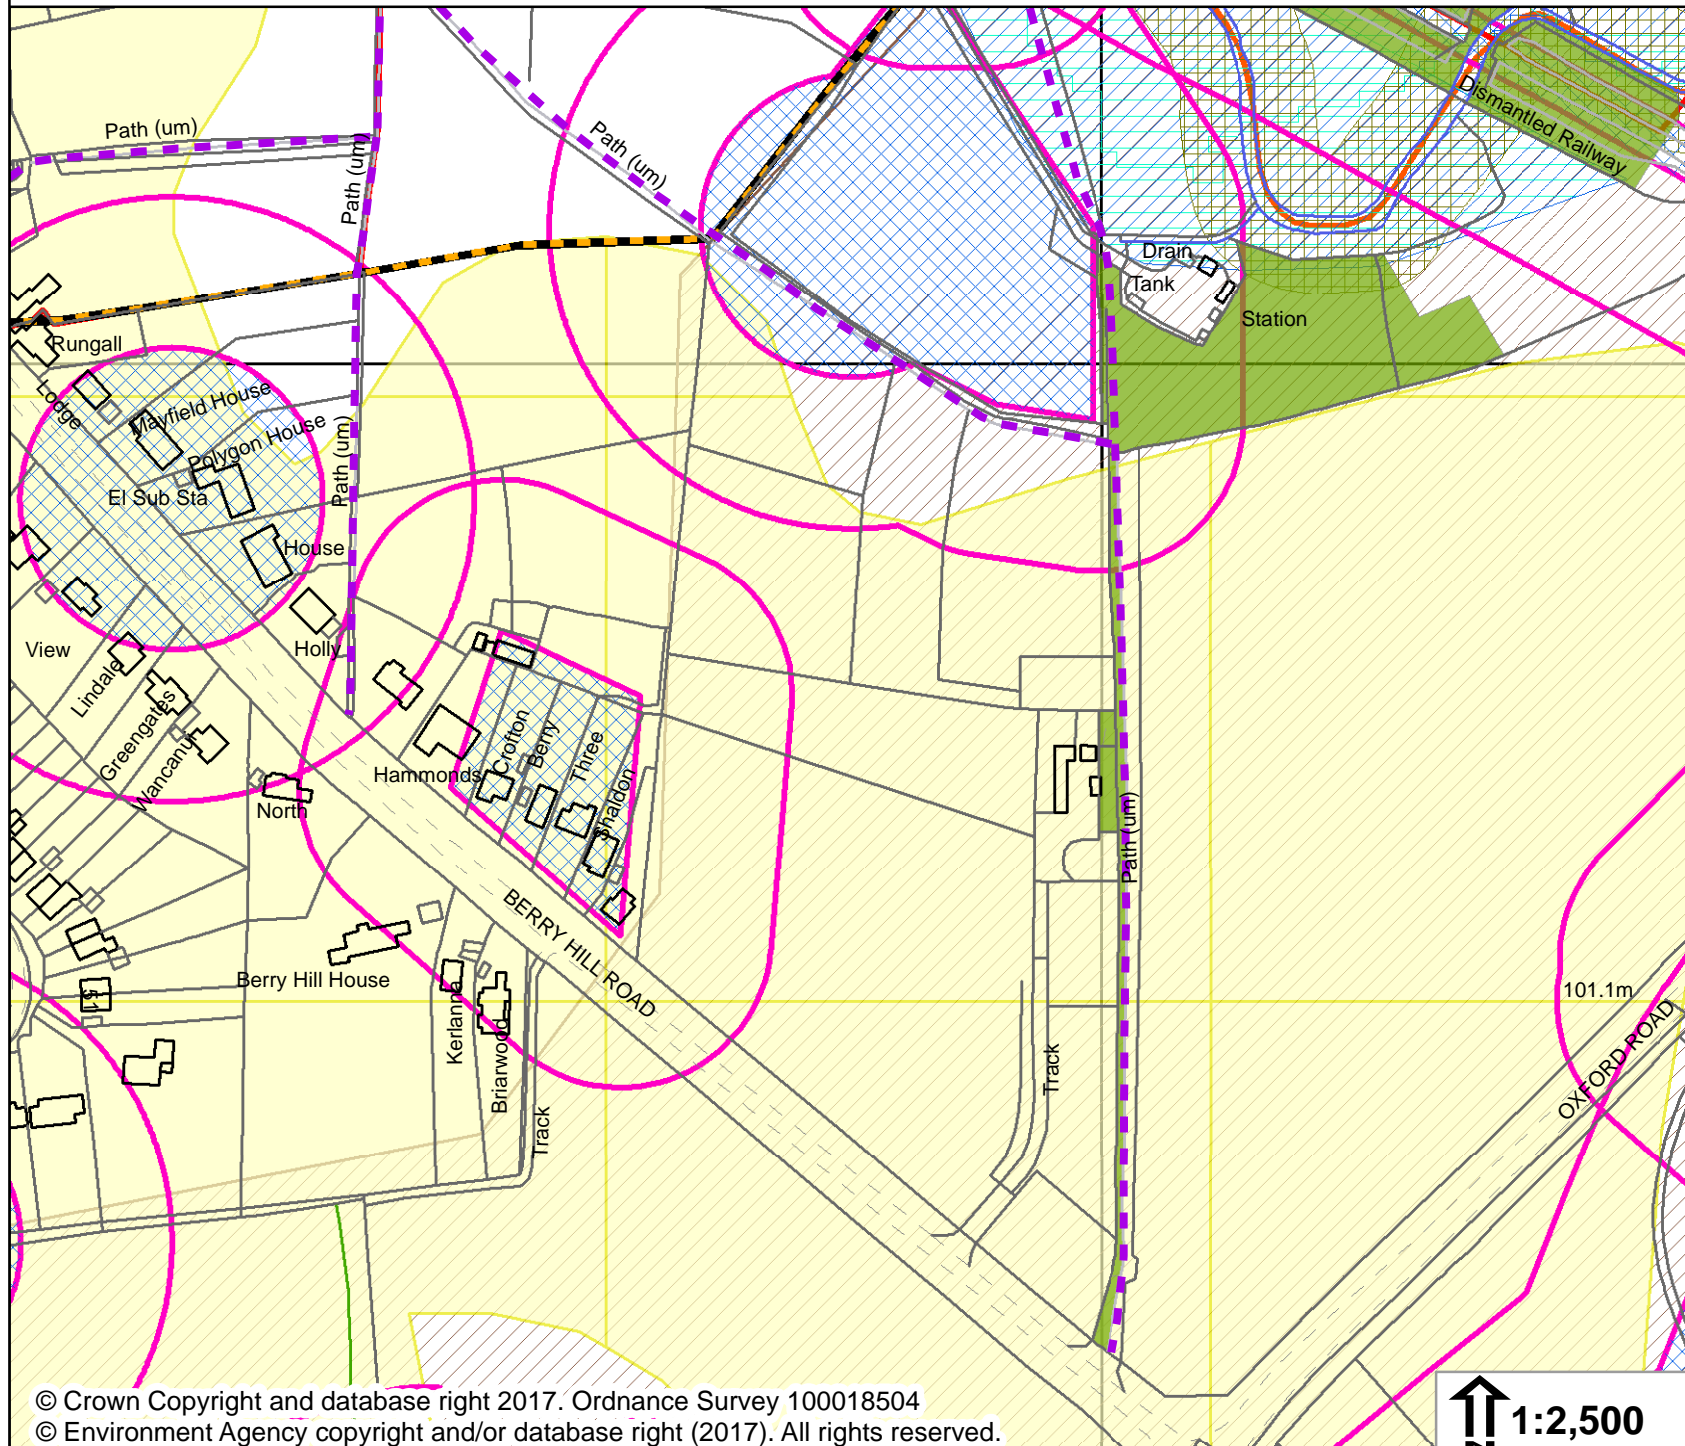 Path (um)
Path (um)
Path (um)
Dismantled Railway
Drain
Tank
Station
Rungall
Lodge
Mayfield House
Polygon House
Path (um)
El Sub Sta
House
View
Holly
Lindale
Greengates
Wancanur
North
Hammonds
Crofton
Berry
Three
Shaldon
Path (um)
BERRY HILL ROAD
Berry Hill House
51
Kerlanna
Briarwood
Track
Track
101.1m
OXFORD ROAD
© Crown Copyright and database right 2017. Ordnance Survey 100018504
© Environment Agency copyright and/or database right (2017). All rights reserved.
1:2,500